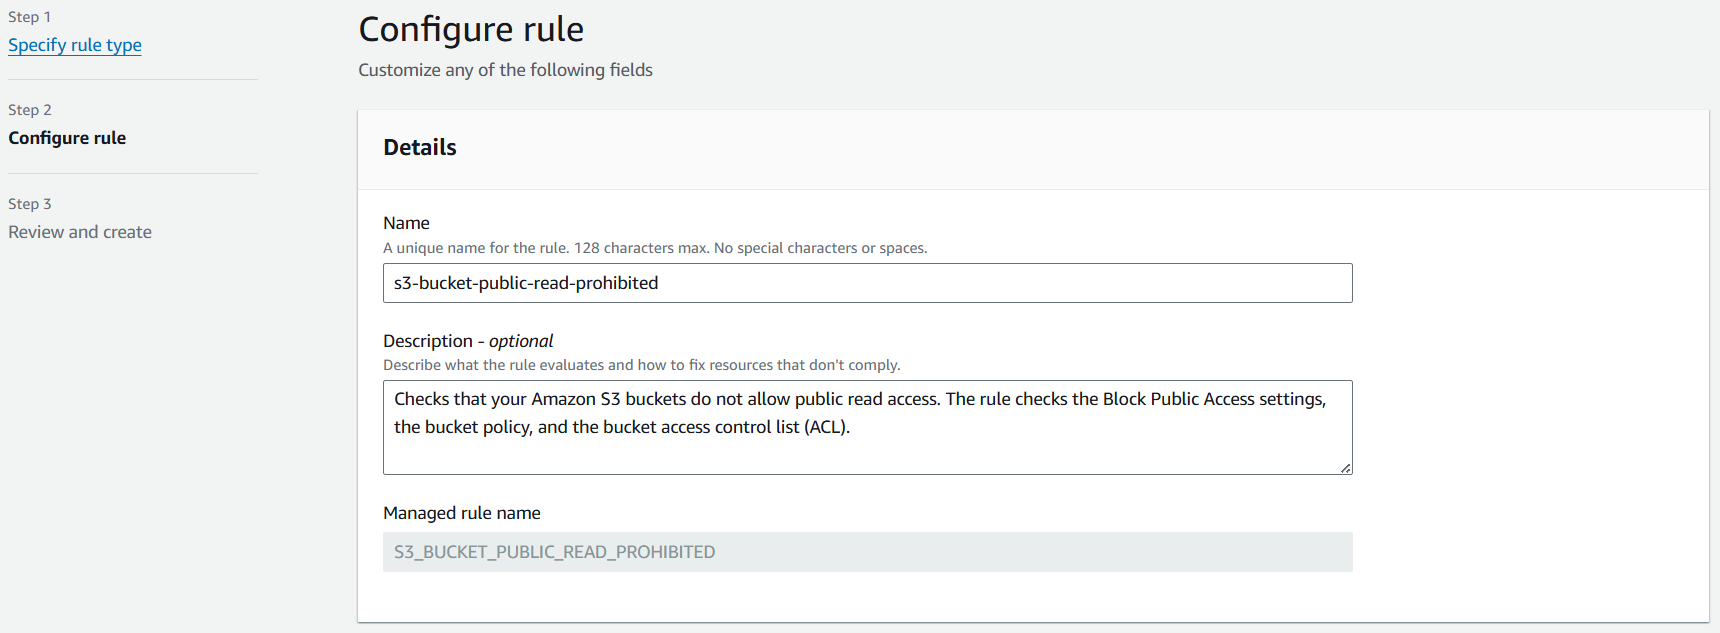 Step 1
Specify rule type
Step 2
Configure rule
Step 3
Review and create
Configure rule
Customize any of the following fields
Details
Name
A unique name for the rule. 128 characters max. No special characters or spaces.
s3-bucket-public-read-prohibited
Description - optional
Describe what the rule evaluates and how to fix resources that don't comply.
Checks that your Amazon S3 buckets do not allow public read access. The rule checks the Block Public Access settings,
the bucket policy, and the bucket access control list (ACL).
Managed rule name
S3_BUCKET_PUBLIC_READ_PROHIBITED